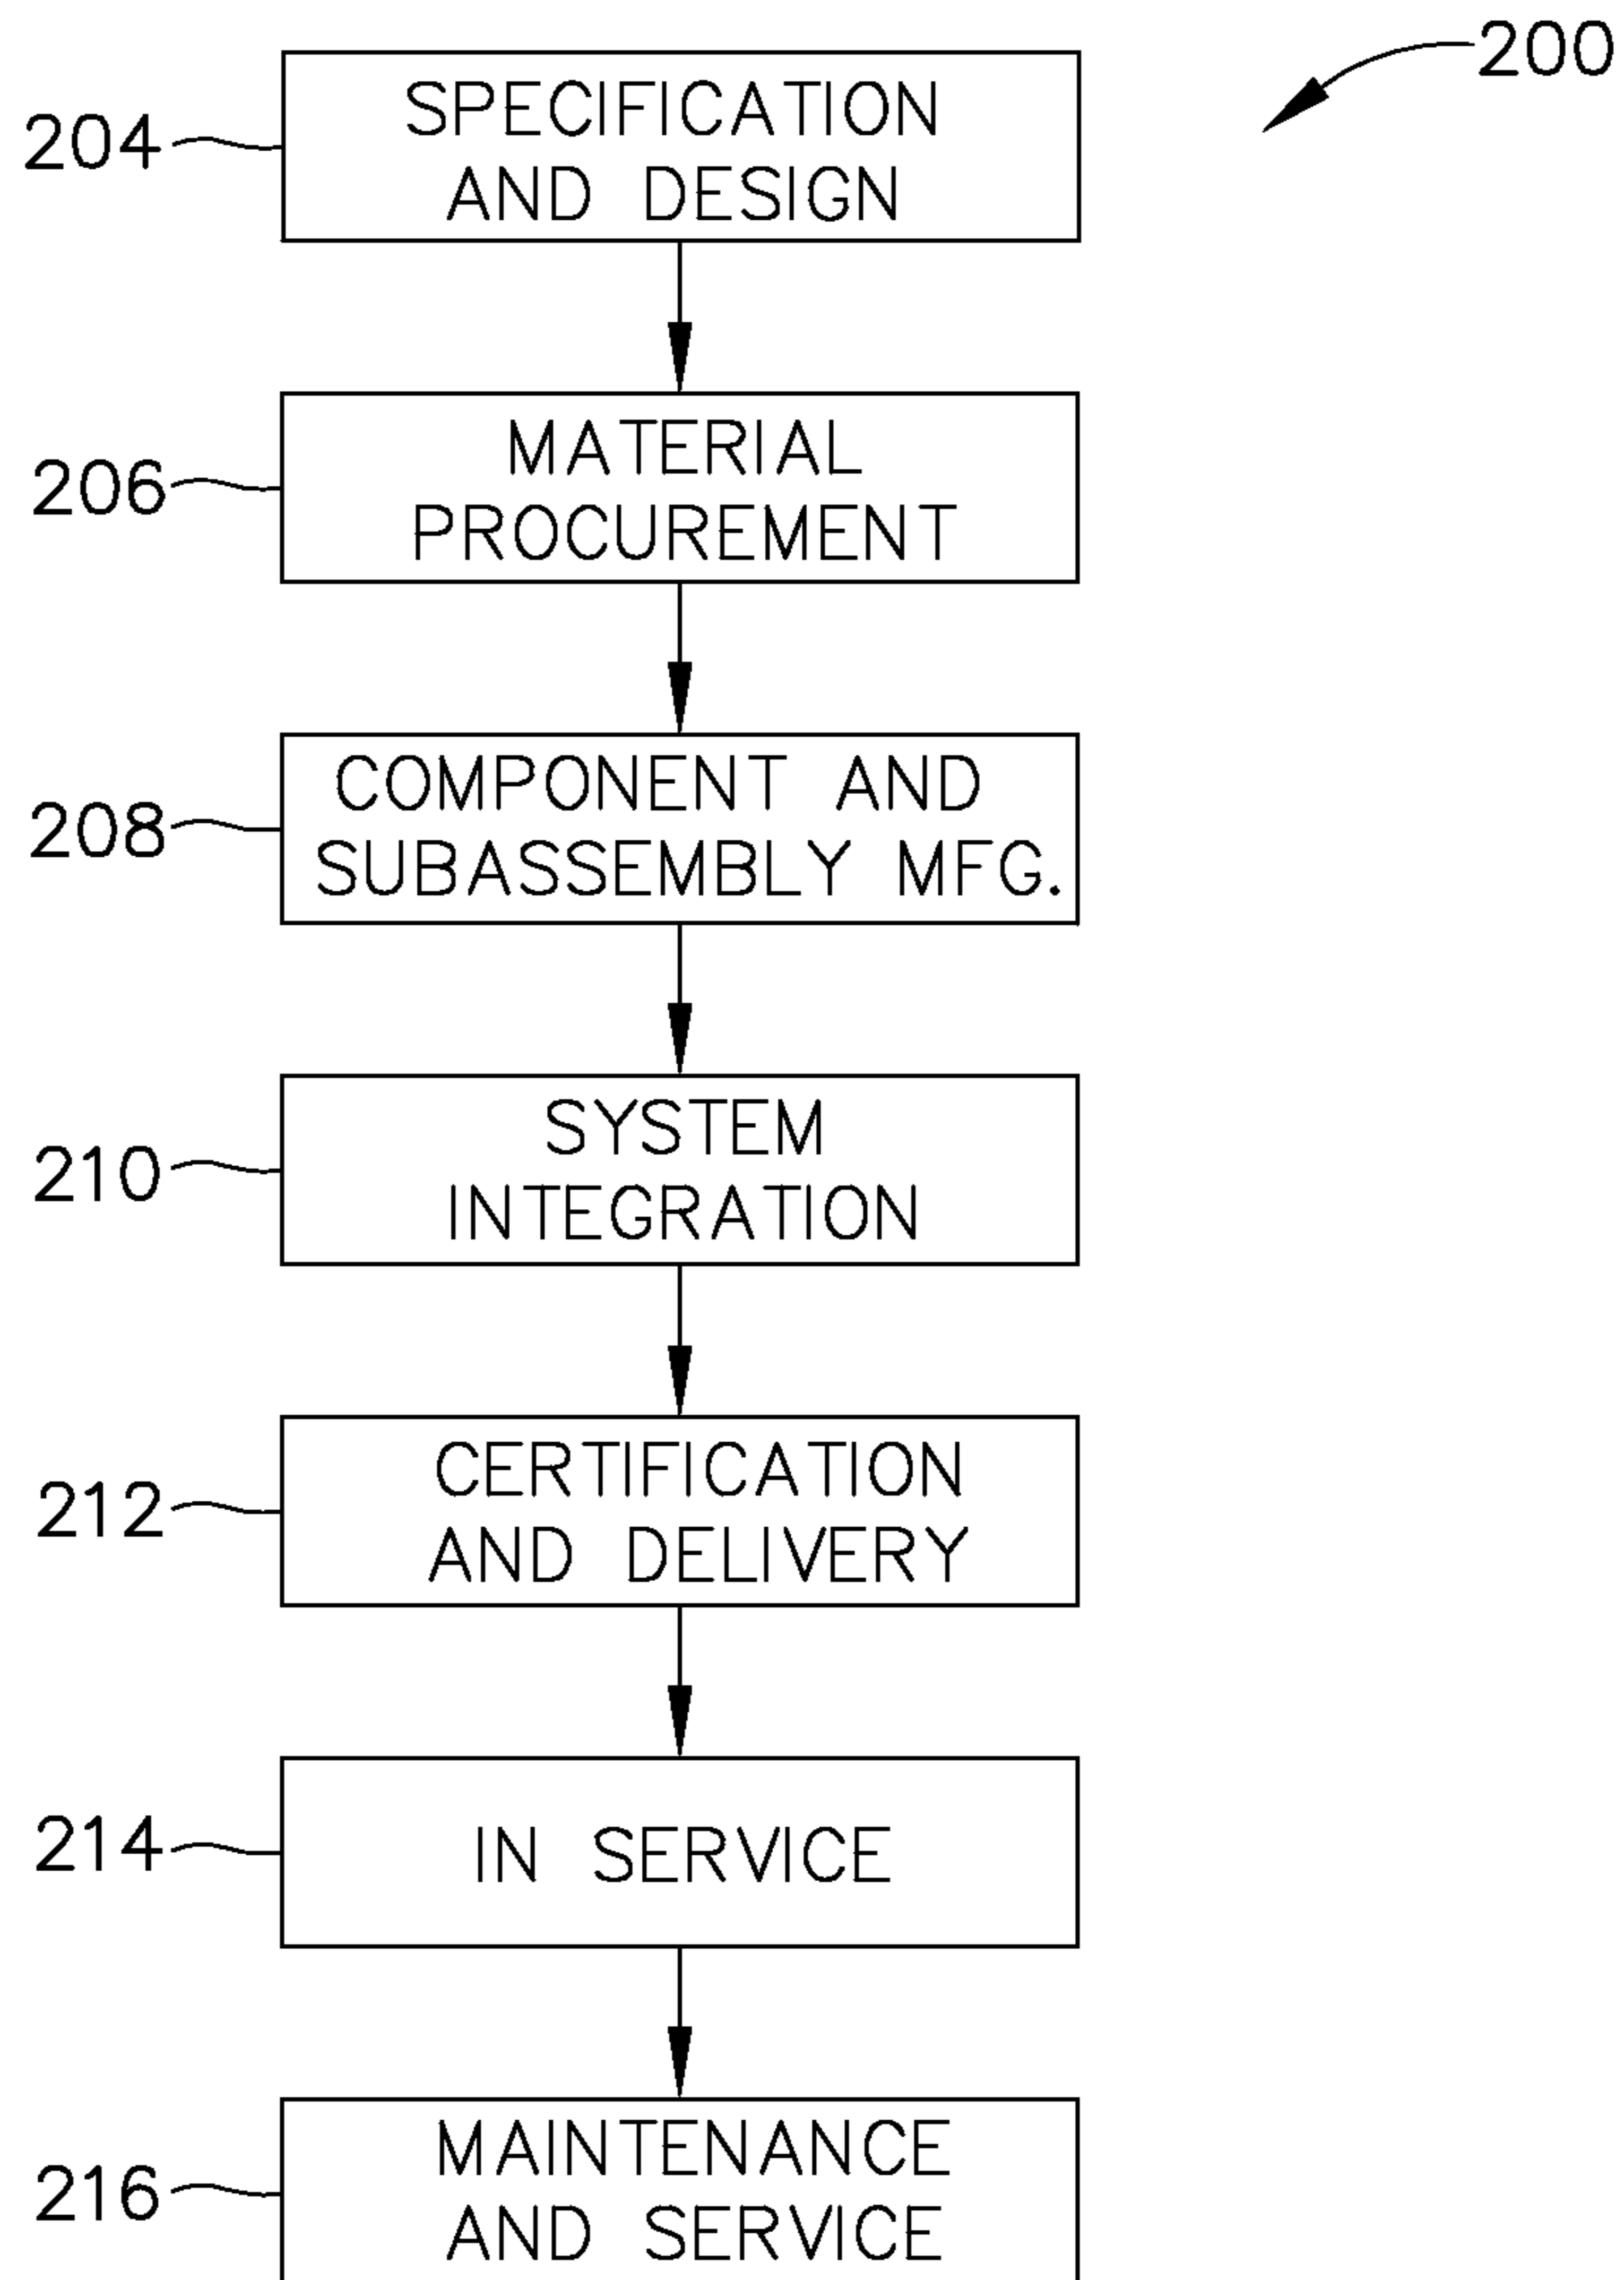 200
204
SPECIFICATION
AND DESIGN
206
MATERIAL
PROCUREMENT
208
COMPONENT AND
SUBASSEMBLY MFG.
210
SYSTEM
INTEGRATION
212
CERTIFICATION
AND DELIVERY
214
IN SERVICE
216
MAINTENANCE
AND SERVICE